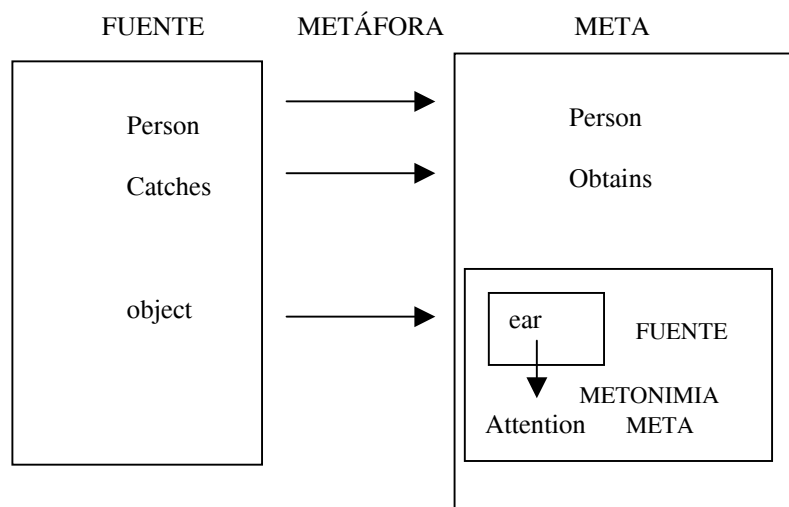 FUENTE METÁFORA META
Person
Catches
object
Person
Obtains
ear
FUENTE
METONIMIA
Attention META